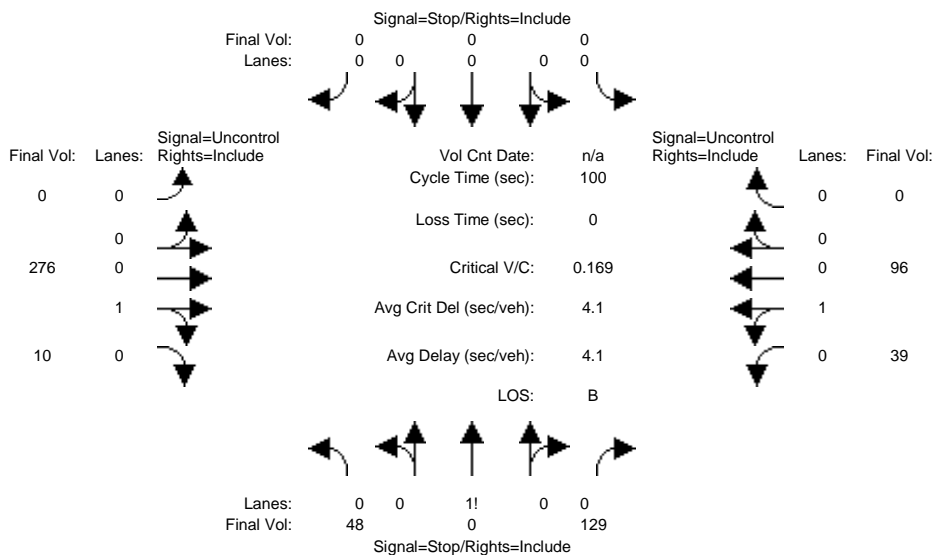 Signal=Stop/Rights=Include
Final Vol: 0 0 0
Lanes: 0 0 0 0 0
Signal=Uncontrol Signal=Uncontrol
Final Vol: Lanes: Rights=Include Vol Cnt Date: n/a Rights=Include Lanes: Final Vol:
Cycle Time (sec): 100
0 0 0 0
Loss Time (sec): 0
0 0
276 0 Critical V/C: 0.169 0 96
1 Avg Crit Del (sec/veh): 4.1 1
10 0 Avg Delay (sec/veh): 4.1 0 39
LOS: B
Lanes: 0 0 1! 0 0
Final Vol: 48 0 129
Signal=Stop/Rights=Include